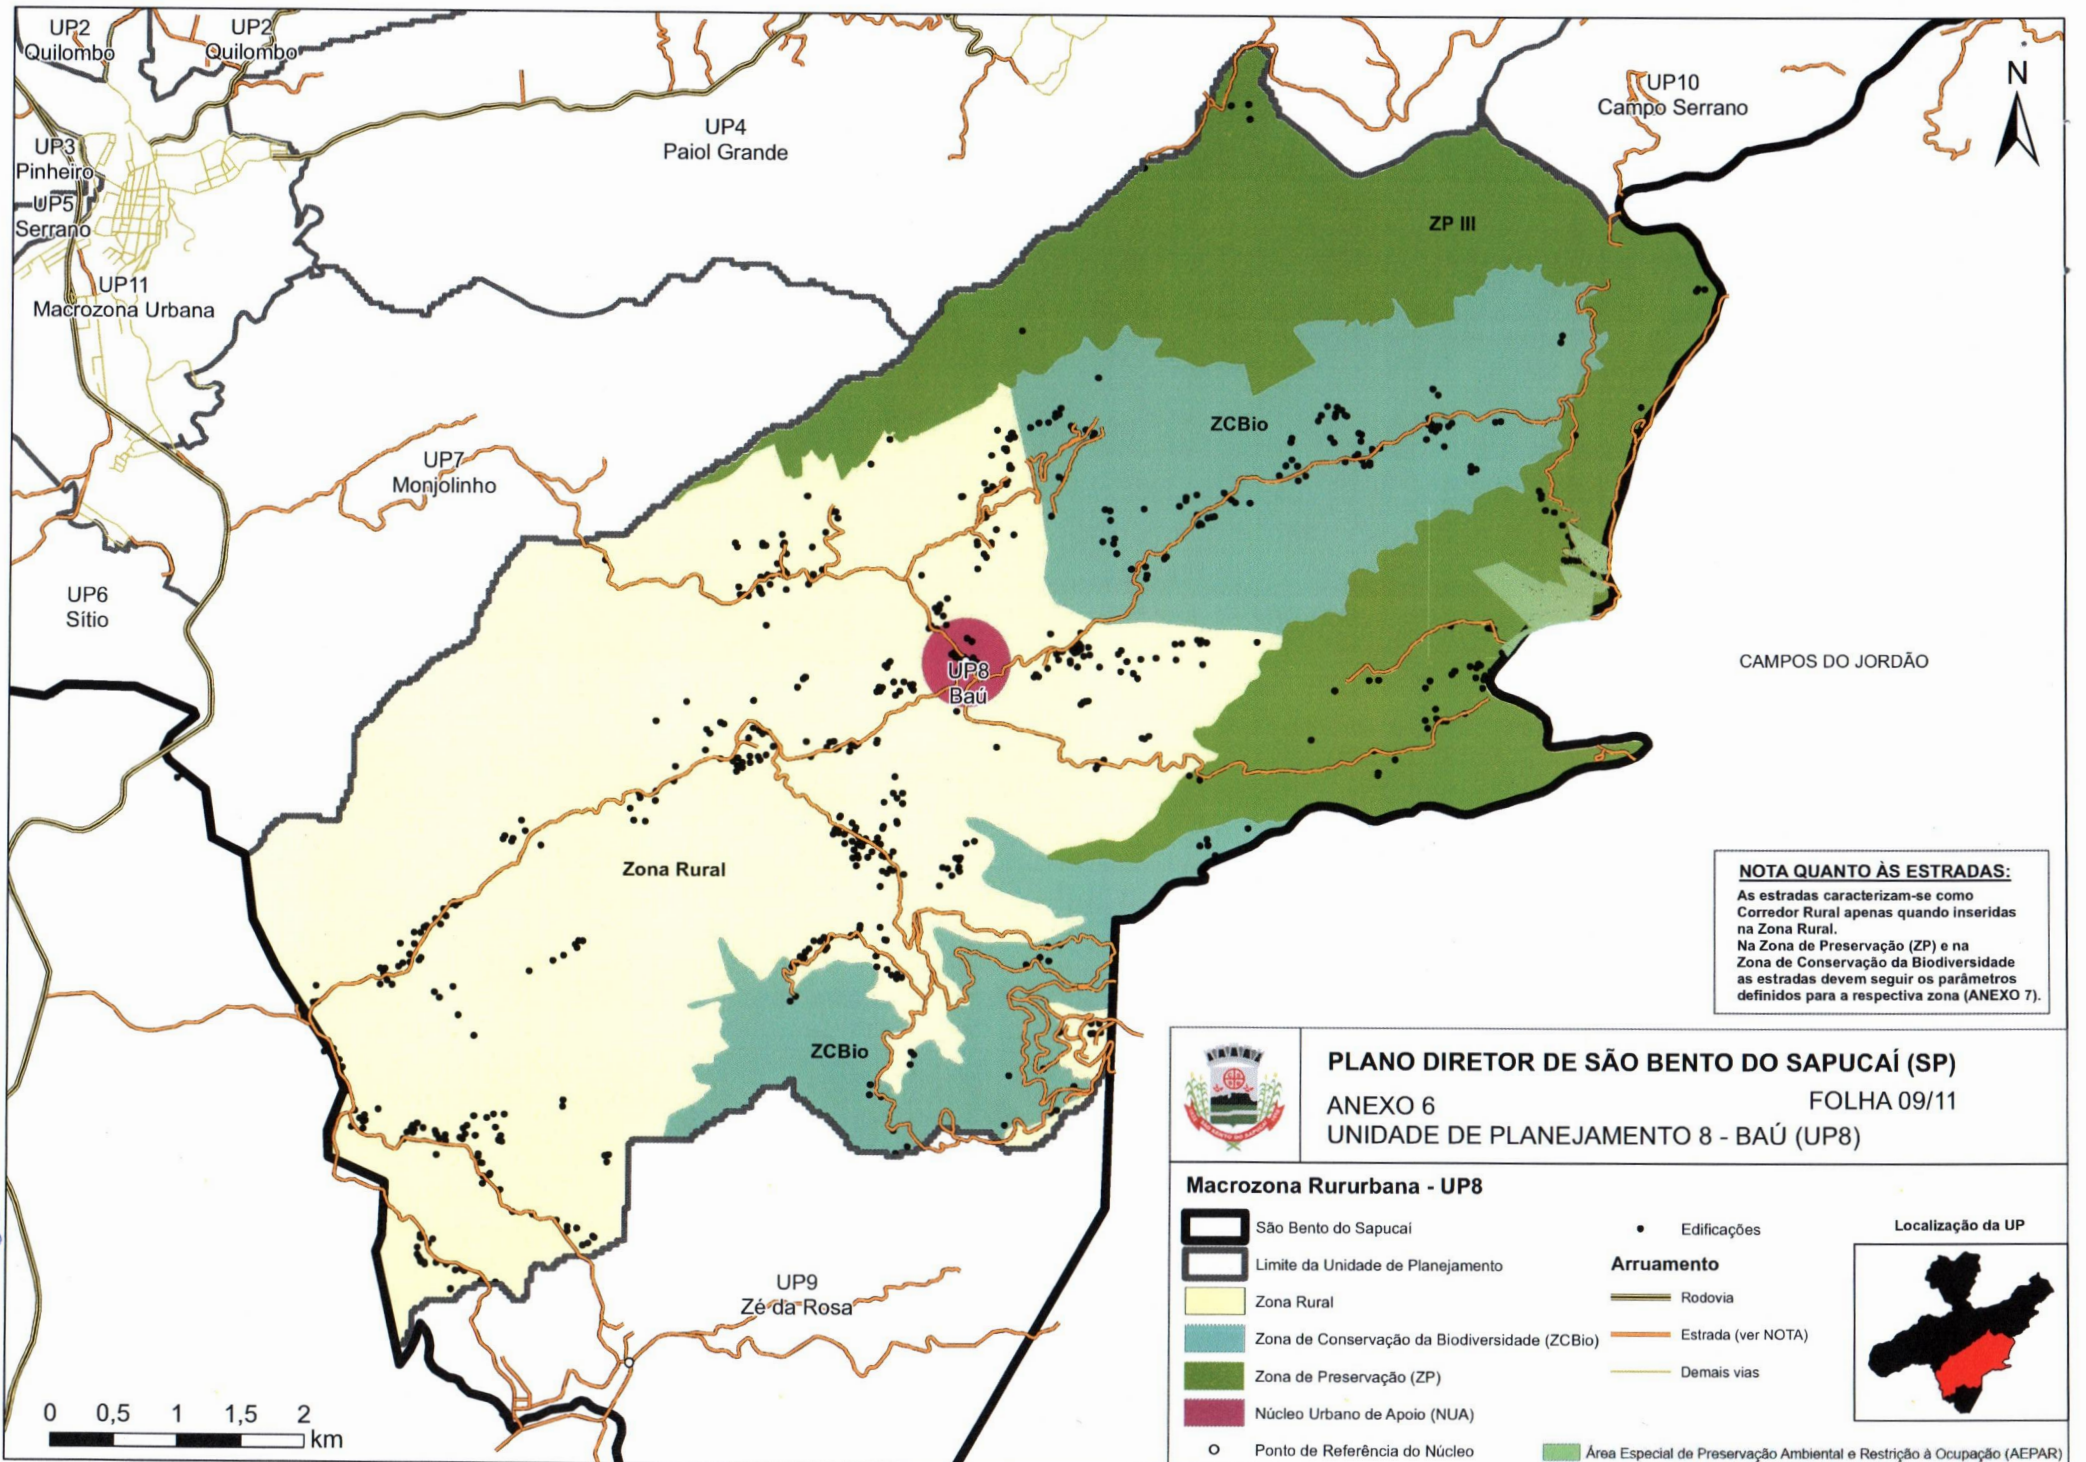 UP2
Quilombo
UP2
Quilombo
UP3
Pinheiro
UP5
Serrano
UP11
Macrozona Urbana
UP4
Paiol Grande
UP10
Campo Serrano
N
ZP III
ZCBio
UP7
Monjolinho
UP6
Sítio
UP8
Baú
CAMPOS DO JORDÃO
Zona Rural
ZCBio
UP9
Zé da Rosa
NOTA QUANTO ÀS ESTRADAS:
As estradas caracterizam-se como
Corredor Rural apenas quando inseridas
na Zona Rural.
Na Zona de Preservação (ZP) e na
Zona de Conservação da Biodiversidade
as estradas devem seguir os parâmetros
definidos para a respectiva zona (ANEXO 7).
PLANO DIRETOR DE SÃO BENTO DO SAPUCAÍ (SP)
ANEXO 6 FOLHA 09/11
UNIDADE DE PLANEJAMENTO 8 - BAÚ (UP8)
Macrozona Rururbana - UP8
São Bento do Sapucaí
Limite da Unidade de Planejamento
Zona Rural
Zona de Conservação da Biodiversidade (ZCBio)
Zona de Preservação (ZP)
Núcleo Urbano de Apoio (NUA)
Ponto de Referência do Núcleo
Edificações
Arruamento
Rodovia
Estrada (ver NOTA)
Demais vias
Área Especial de Preservação Ambiental e Restrição à Ocupação (AEPAR)
Localização da UP
0 0,5 1 1,5 2
km